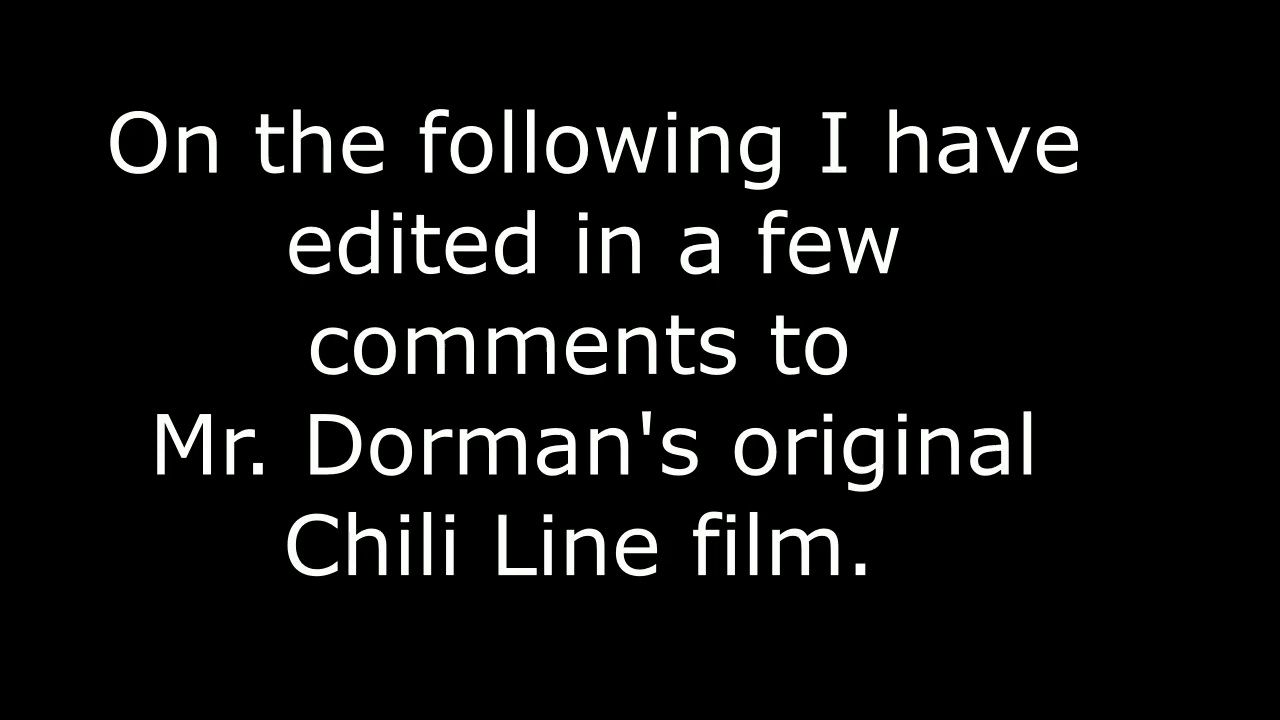 On the following I have
edited in a few
comments to
Mr. Dorman's original
Chili Line film.